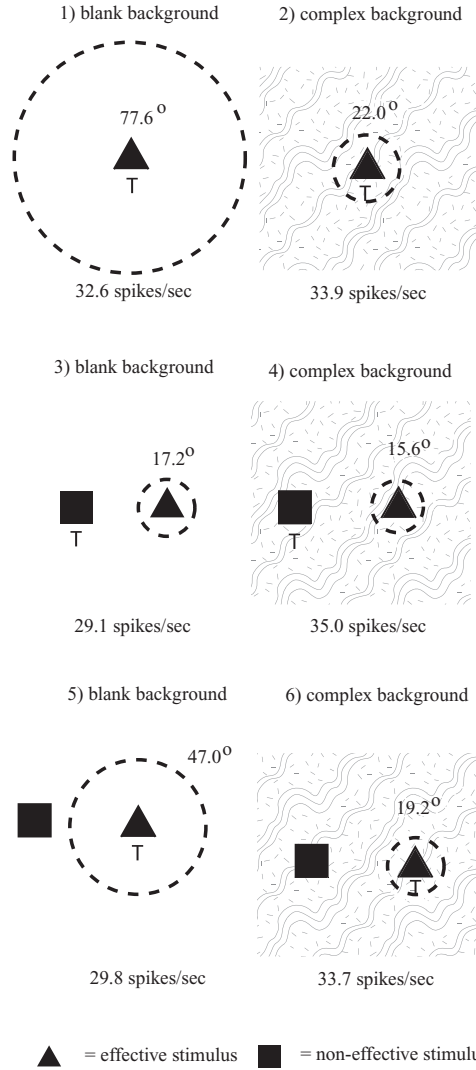 1) blank background
2) complex background
77.6°
T
22.0°
T
32.6 spikes/sec
33.9 spikes/sec
3) blank background
4) complex background
17.2°
T
15.6°
T
29.1 spikes/sec
35.0 spikes/sec
5) blank background
6) complex background
47.0°
T
19.2°
T
29.8 spikes/sec
33.7 spikes/sec
= effective stimulus
= non-effective stimulus